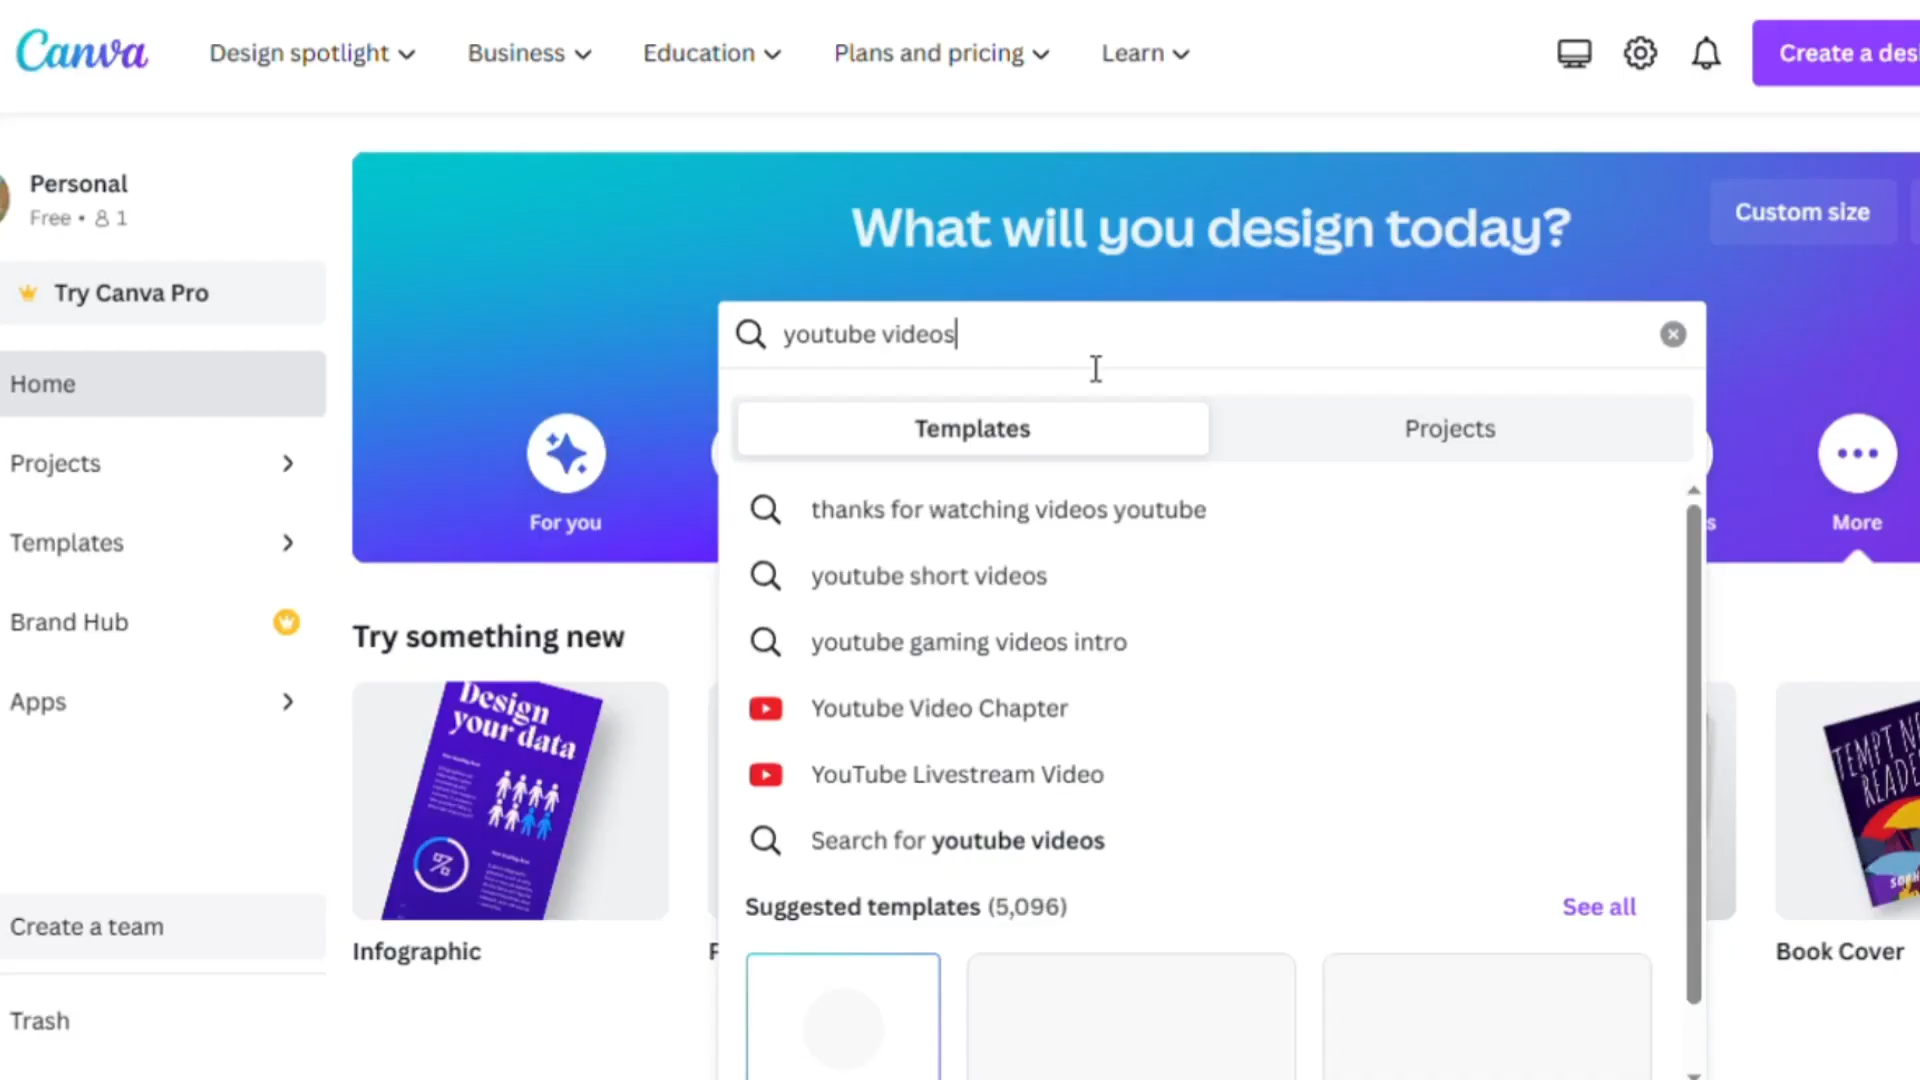 Canva
Design spotlight
Business
Education
Plans and pricing
Learn
Create a des
Personal
Free • 1
Try Canva Pro
Home
Projects
Templates
Brand Hub
Apps
Create a team
Trash
What will you design today?
Custom size
youtube videos
Templates
Projects
For you
s
More
thanks for watching videos youtube
youtube short videos
youtube gaming videos intro
Youtube Video Chapter
YouTube Livestream Video
Search for youtube videos
Suggested templates (5,096)
See all
Try something new
Design
your data
%
Infographic
F
TEMPT N
READE
Book Cover